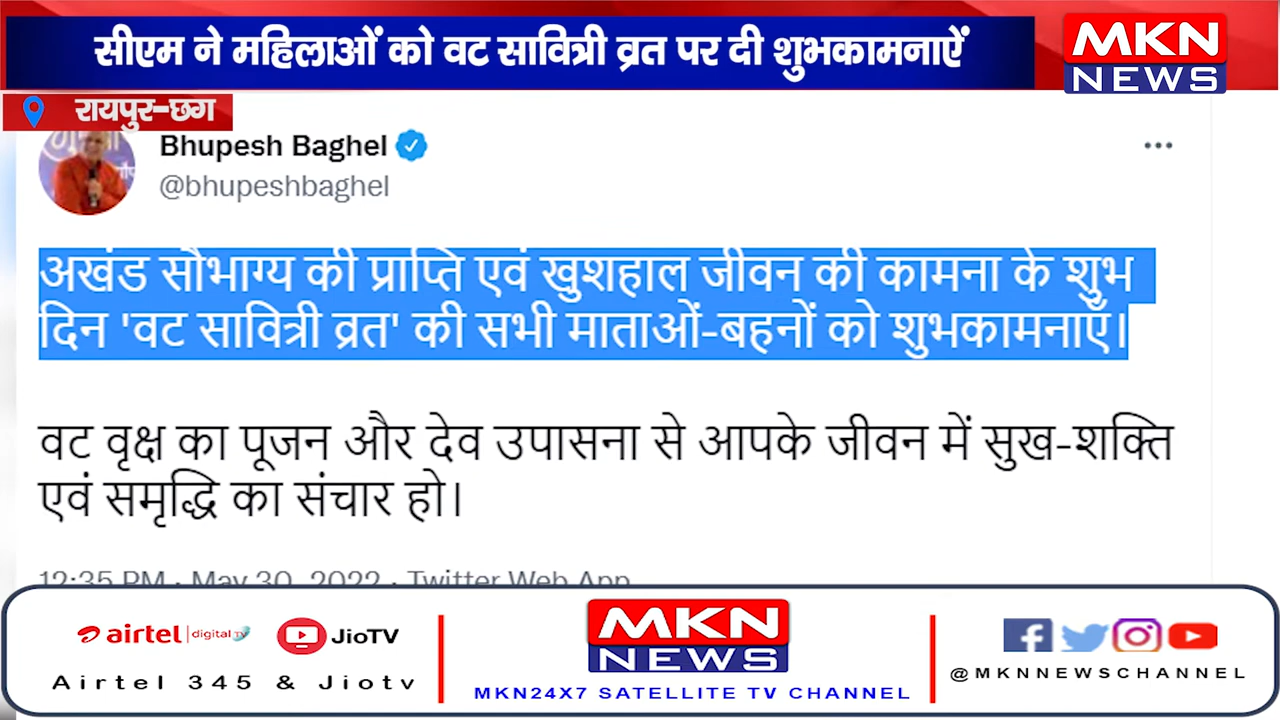 सीएम ने महिलाओं को वट सावित्री व्रत पर दी शुभकामनाऐं
MKN
NEWS
रायपुर-छग
Bhupesh Baghel
@bhupeshbaghel
अखंड सौभाग्य की प्राप्ति एवं खुशहाल जीवन की कामना के शुभ
दिन 'वट सावित्री व्रत' की सभी माताओं-बहनों को शुभकामनाएँ।
वट वृक्ष का पूजन और देव उपासना से आपके जीवन में सुख-शक्ति
एवं समृद्धि का संचार हो।
12:35 PM · May 30, 2022 · Twitter Web App
airtel digital TV
JioTV
Airtel 345 & Jiotv
MKN
NEWS
MKN24X7 SATELLITE TV CHANNEL
@MKNNEWSCHANNEL